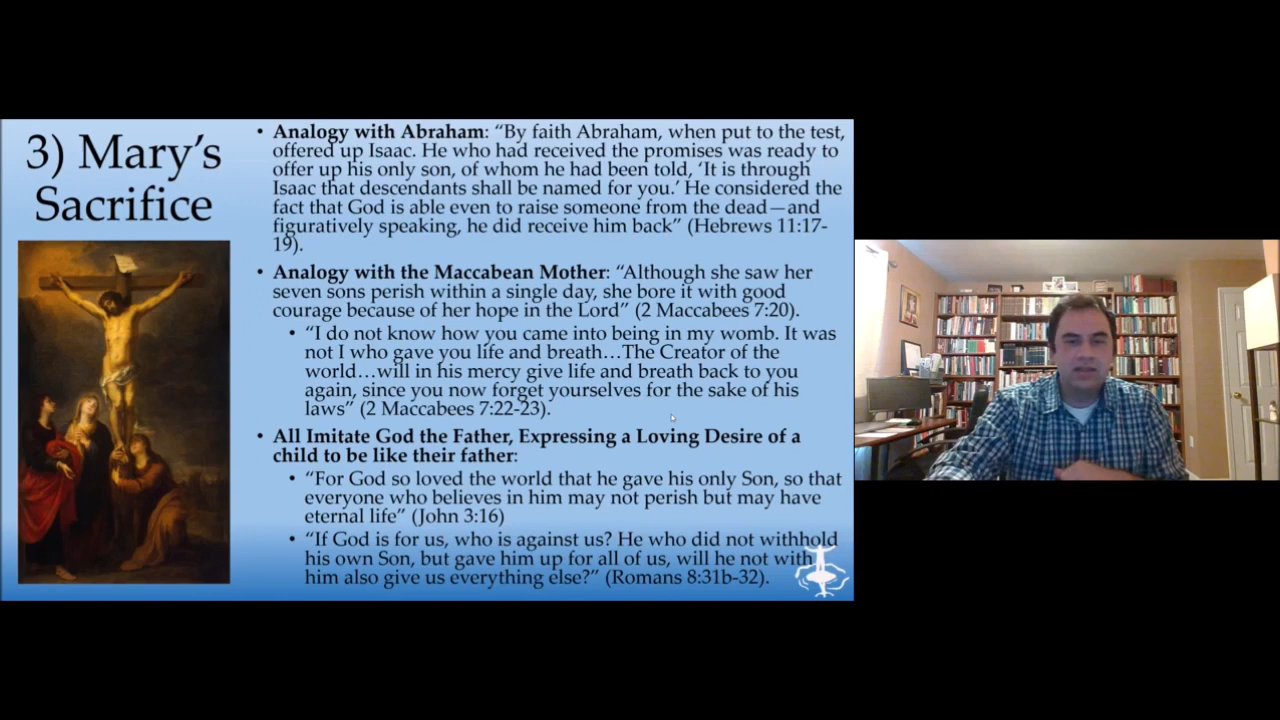 3) Mary’s
Sacrifice
• Analogy with Abraham: “By faith Abraham, when put to the test,
offered up Isaac. He who had received the promises was ready to
offer up his only son, of whom he had been told, ‘It is through
Isaac that descendants shall be named for you.’ He considered the
fact that God is able even to raise someone from the dead—and
figuratively speaking, he did receive him back” (Hebrews 11:17-
19).
• Analogy with the Maccabean Mother: “Although she saw her
seven sons perish within a single day, she bore it with good
courage because of her hope in the Lord” (2 Maccabees 7:20).
• “I do not know how you came into being in my womb. It was
not I who gave you life and breath…The Creator of the
world…will in his mercy give life and breath back to you
again, since you now forget yourselves for the sake of his
laws” (2 Maccabees 7:22-23).
• All Imitate God the Father, Expressing a Loving Desire of a
child to be like their father:
• “For God so loved the world that he gave his only Son, so that
everyone who believes in him may not perish but may have
eternal life” (John 3:16)
• “If God is for us, who is against us? He who did not withhold
his own Son, but gave him up for all of us, will he not with
him also give us everything else?” (Romans 8:31b-32).